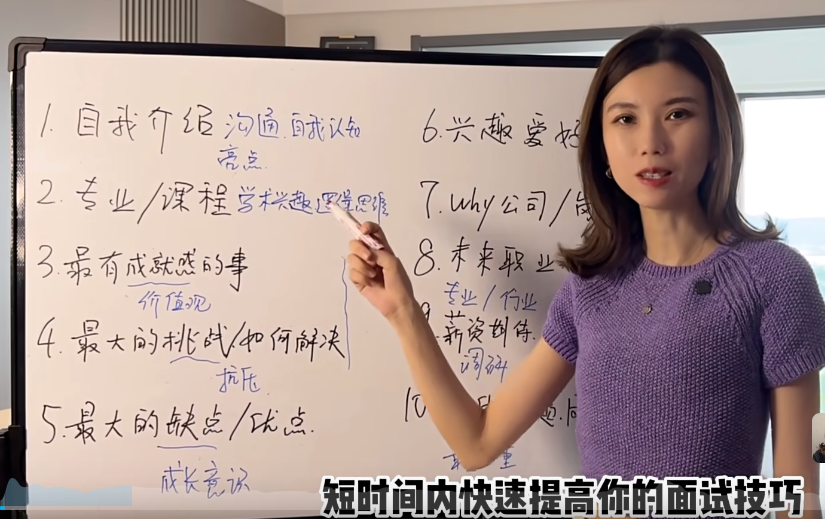 1. 自我介绍 沟通.自我认知
亮点.
2. 专业/课程 学术兴趣 逻辑思维
3. 最有成就感的事
价值观
4. 最大的挑战/如何解决
抗压
5. 最大的缺点/优点.
成长意识
6. 兴趣爱好
7. Why公司/
8. 未来职业
专业/行业
9. 薪资期待.
调研
10
重
短时间内快速提高你的面试技巧